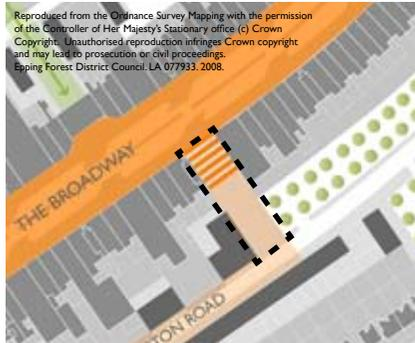 Reproduced from the Ordnance Survey Mapping with the permission
of the Controller of Her Majesty's Stationary office (c) Crown
Copyright. Unauthorised reproduction infringes Crown copyright
and may lead to prosecution or civil proceedings.
Epping Forest District Council. LA 077933. 2008.
THE BROADWAY
TON ROAD